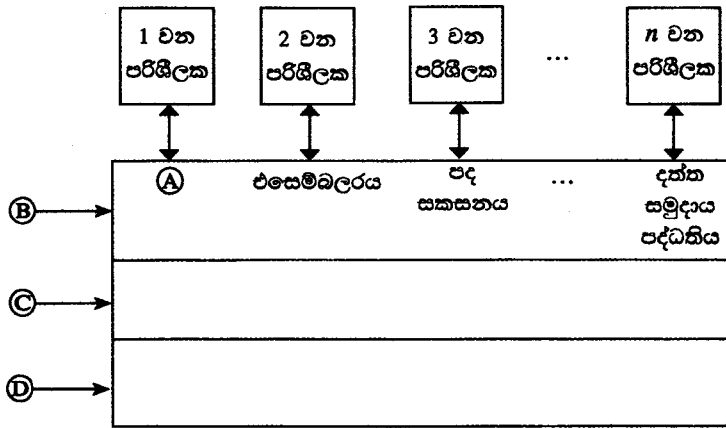 1 වන 2 වන 3 වන ... n වන
පරිශීලක පරිශීලක පරිශීලක පරිශීලක
Ⓐ එසෙම්බලරය පද ... දත්ත
සකසනය සමුදාය
Ⓑ පද්ධතිය
Ⓒ
Ⓓ